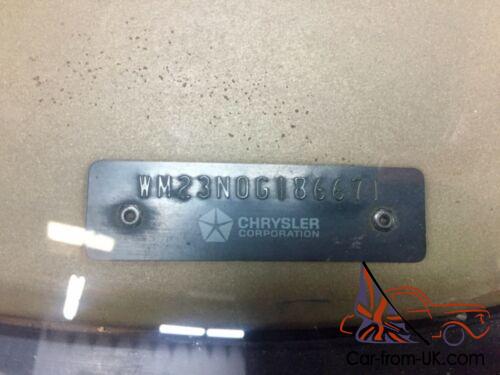 WM23N0G186671
CHRYSLER
CORPORATION
Car-from-UK.com